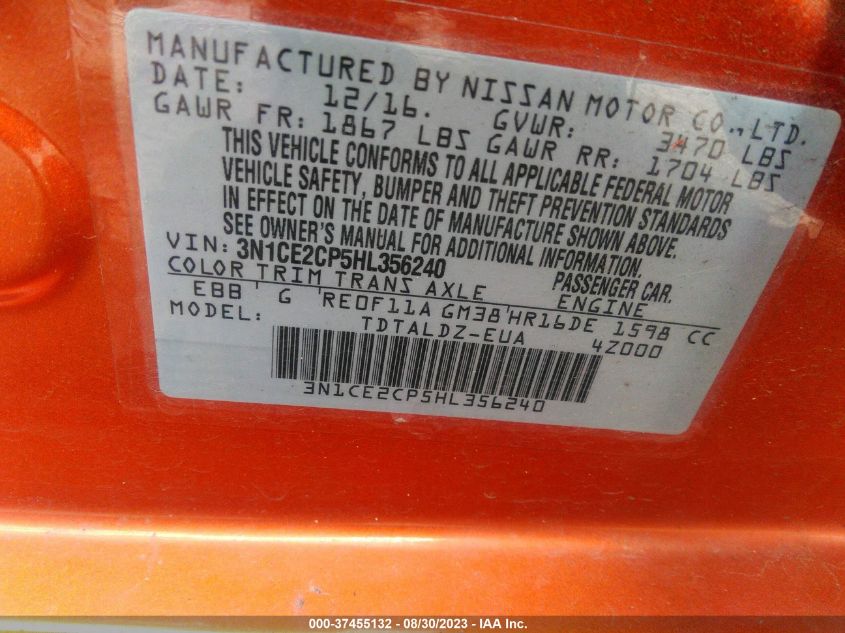 MANUFACTURED BY NISSAN MOTOR CO., LTD.
DATE: 12/16. GVWR: 3470 LBS
GAWR FR: 1867 LBS GAWR RR: 1704 LBS
THIS VEHICLE CONFORMS TO ALL APPLICABLE FEDERAL MOTOR
VEHICLE SAFETY, BUMPER AND THEFT PREVENTION STANDARDS
IN EFFECT ON THE DATE OF MANUFACTURE SHOWN ABOVE.
SEE OWNER'S MANUAL FOR ADDITIONAL INFORMATION.
VIN: 3N1CE2CP5HL356240 PASSENGER CAR.
COLOR TRIM TRANS AXLE ENGINE
EBB ' G 'RE0F11A GM38'HR16DE 1598 CC
MODEL: TDTALDZ-EUA 4Z000
3N1CE2CP5HL356240
000-37455132 - 08/30/2023 - IAA Inc.